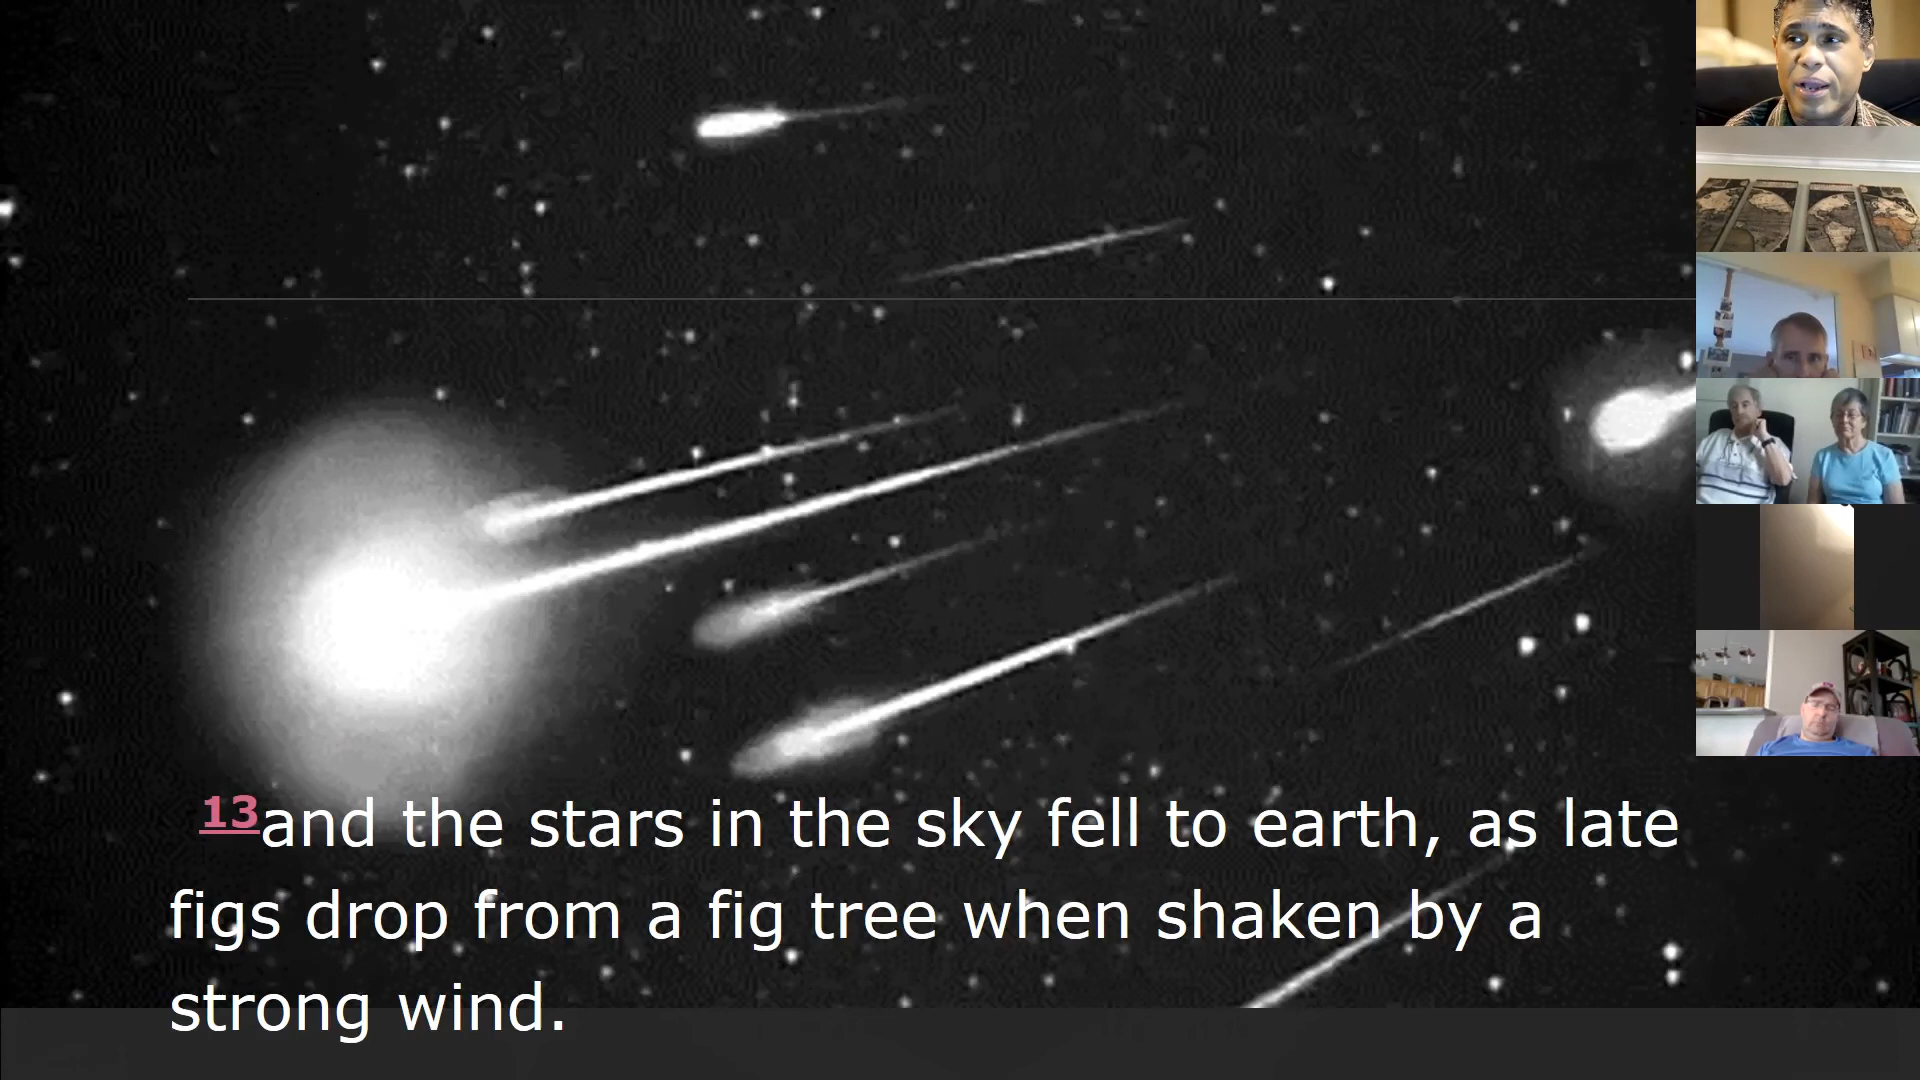 13and the stars in the sky fell to earth, as late
figs drop from a fig tree when shaken by a
strong wind.